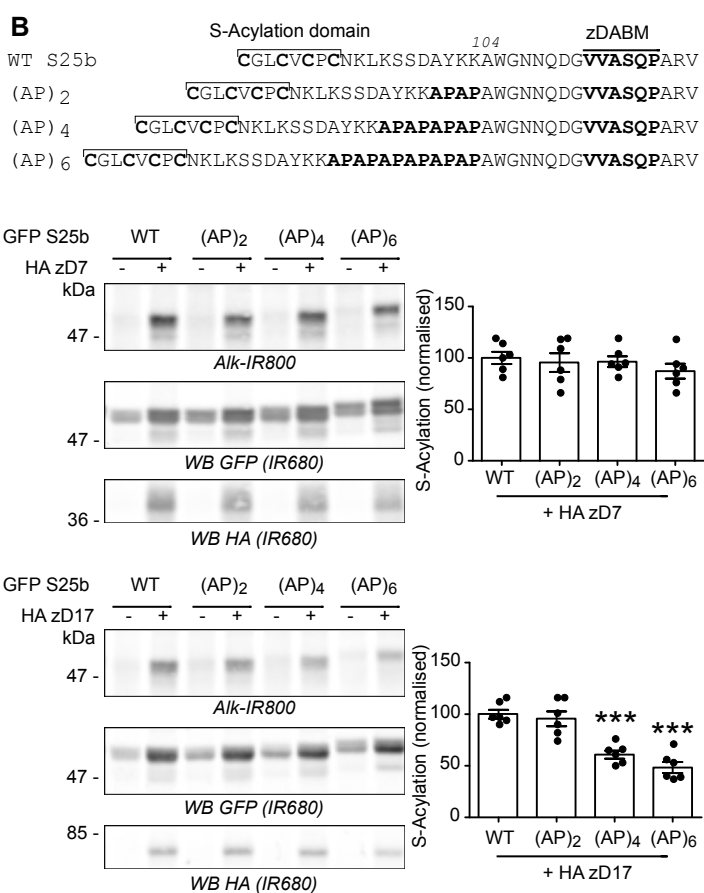 B
S-Acylation domain 104 zDABM
WT S25b CGLCVCPCNKLKSSDAYKKAWGNNQDGVVASQPARV
(AP)2 CGLCVCPCNKLKSSDAYKKAPAPAWGNNQDGVVASQPARV
(AP)4 CGLCVCPCNKLKSSDAYKKAPAPAPAPAWGNNQDGVVASQPARV
(AP)6 CGLCVCPCNKLKSSDAYKKAPAPAPAPAPAPAWGNNQDGVVASQPARV
GFP S25b WT (AP)2 (AP)4 (AP)6
HA zD7 - + - + - + - +
kDa
47 -
Alk-IR800
47 -
WB GFP (IR680)
36 -
WB HA (IR680)
S-Acylation (normalised)
150
100
50
0
WT (AP)2 (AP)4 (AP)6
+ HA zD7
GFP S25b WT (AP)2 (AP)4 (AP)6
HA zD17 - + - + - + - +
kDa
47 -
Alk-IR800
47 -
WB GFP (IR680)
85 -
WB HA (IR680)
S-Acylation (normalised)
150
100
50
0
*** ***
WT (AP)2 (AP)4 (AP)6
+ HA zD17